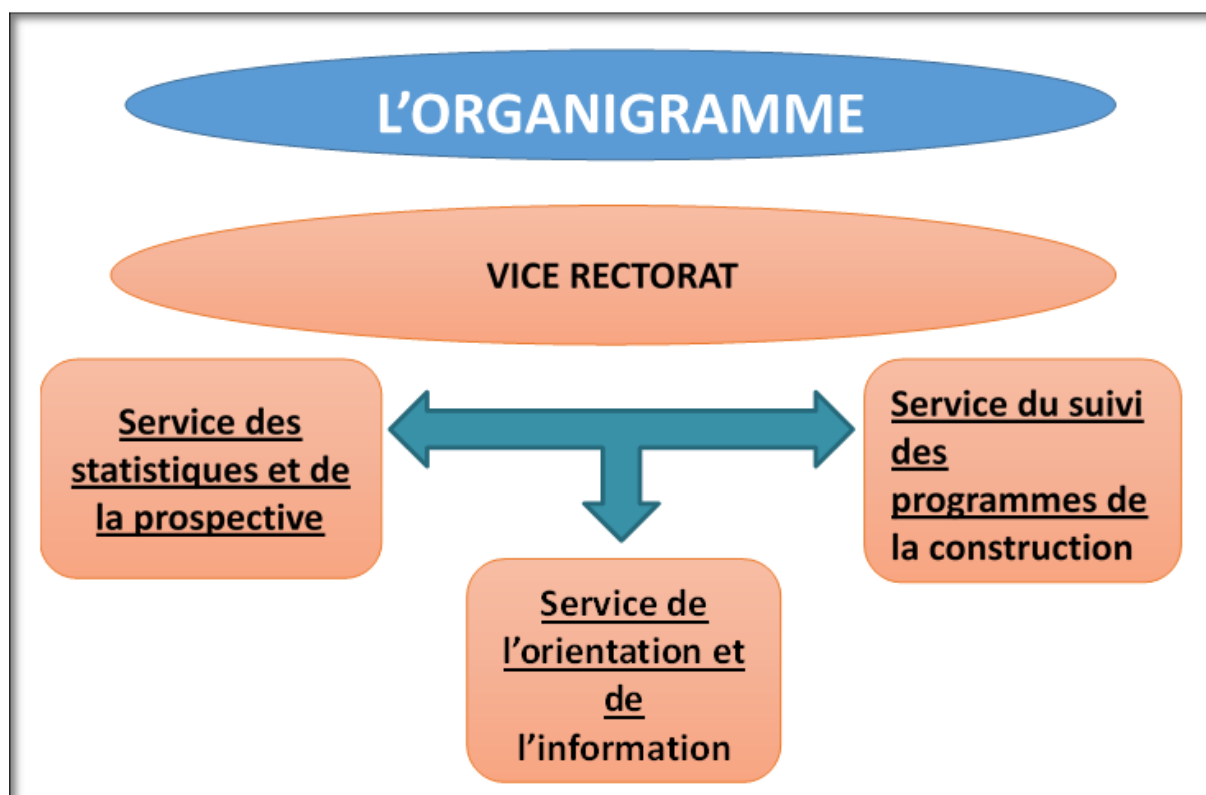 L’ORGANIGRAMME
VICE RECTORAT
Service des
statistiques et de
la prospective
Service du suivi
des
programmes de
la construction
Service de
l’orientation et
de
l’information